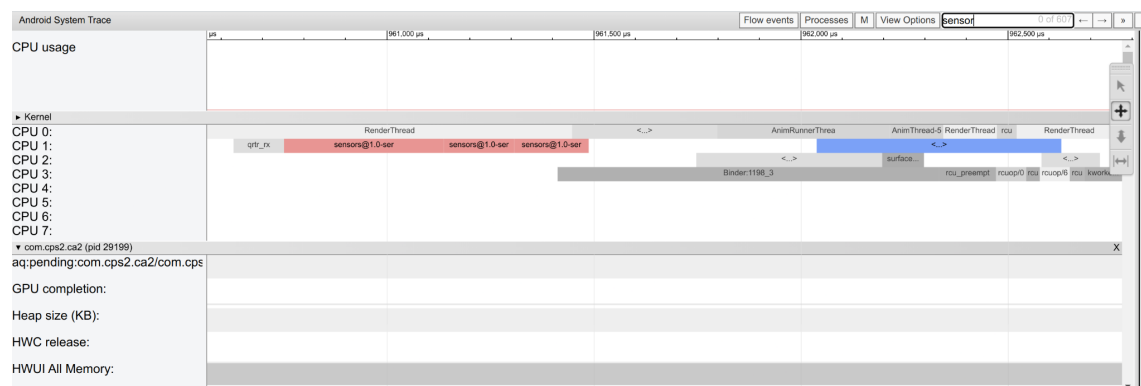 Android System Trace Flow events Processes M View Options sensor 0 of 607 ← → »
µs 961,000 µs 961,500 µs 962,000 µs 962,500 µs
CPU usage
▸ Kernel
CPU 0: RenderThread <...> AnimRunnerThrea AnimThread-5 RenderThread rcu RenderThread
CPU 1: qrtr_rx sensors@1.0-ser sensors@1.0-ser sensors@1.0-ser <...>
CPU 2: <...> surface... <...>
CPU 3: Binder:1198_3 rcu_preempt rcuop/0 rcu rcuop/6 rcu kworke
CPU 4:
CPU 5:
CPU 6:
CPU 7:
▾ com.cps2.ca2 (pid 29199) X
aq:pending:com.cps2.ca2/com.cps
GPU completion:
Heap size (KB):
HWC release:
HWUI All Memory: